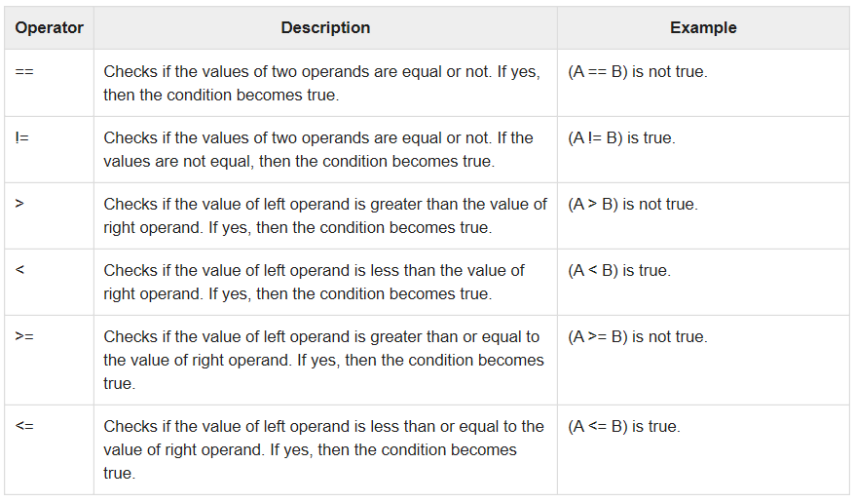 Operator Description Example
== Checks if the values of two operands are equal or not. If yes, (A == B) is not true.
then the condition becomes true.
!= Checks if the values of two operands are equal or not. If the (A != B) is true.
values are not equal, then the condition becomes true.
> Checks if the value of left operand is greater than the value of (A > B) is not true.
right operand. If yes, then the condition becomes true.
< Checks if the value of left operand is less than the value of (A < B) is true.
right operand. If yes, then the condition becomes true.
>= Checks if the value of left operand is greater than or equal to (A >= B) is not true.
the value of right operand. If yes, then the condition becomes
true.
<= Checks if the value of left operand is less than or equal to the (A <= B) is true.
value of right operand. If yes, then the condition becomes
true.